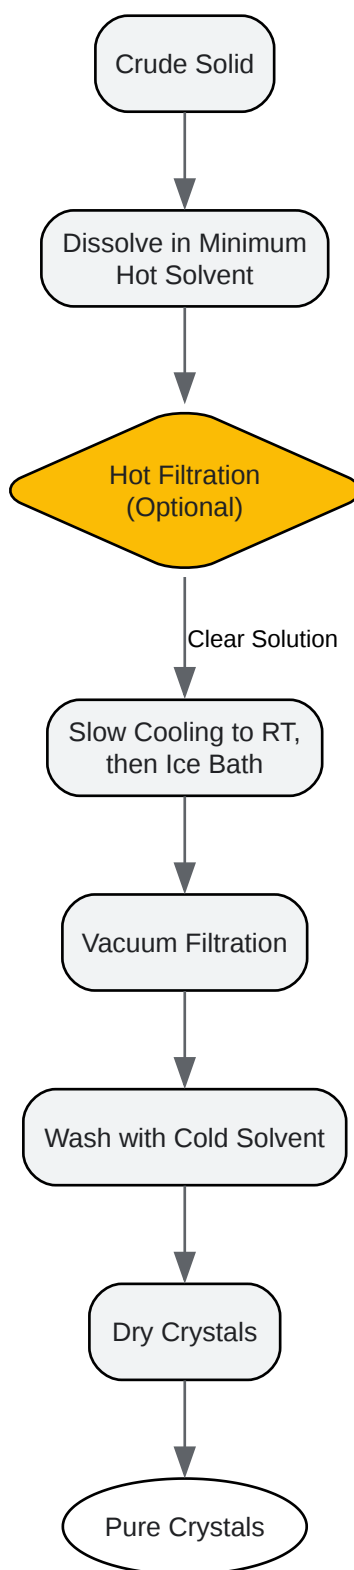 Crude Solid
Dissolve in Minimum
Hot Solvent
Hot Filtration
(Optional)
Clear Solution
Slow Cooling to RT,
then Ice Bath
Vacuum Filtration
Wash with Cold Solvent
Dry Crystals
Pure Crystals